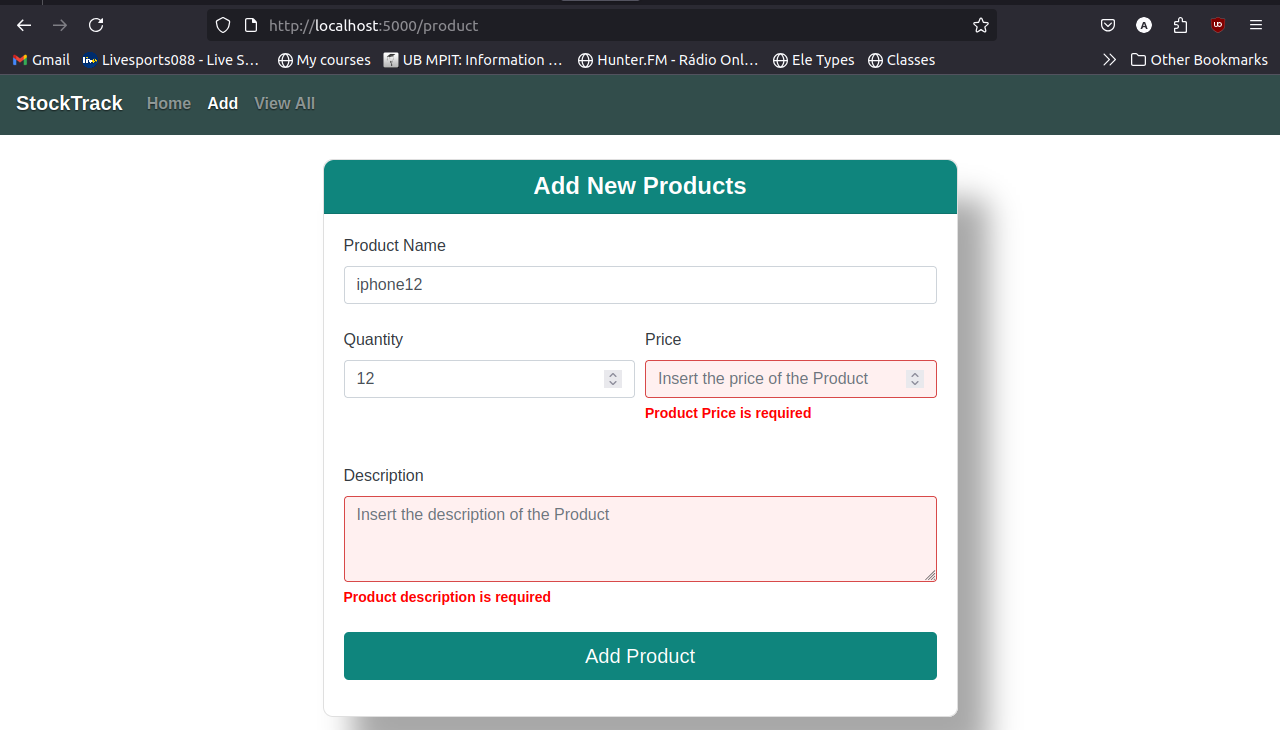 http://localhost:5000/product
Gmail Livesports088 - Live S… My courses UB MPIT: Information … Hunter.FM - Rádio Onl… Ele Types Classes Other Bookmarks
StockTrack Home Add View All
Add New Products
Product Name
iphone12
Quantity Price
12 Insert the price of the Product
Product Price is required
Description
Insert the description of the Product
Product description is required
Add Product